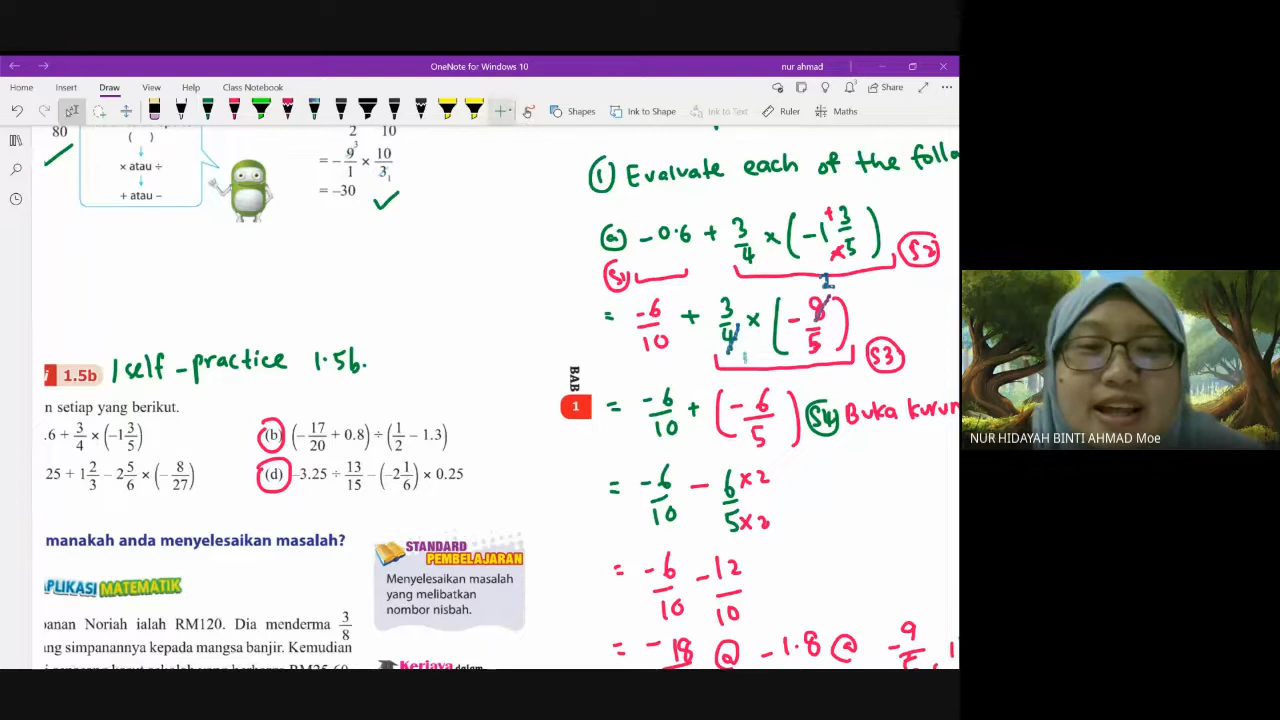 OneNote for Windows 10
nur ahmad
Home Insert Draw View Help Class Notebook
Share
Shapes Ink to Shape Ink to Text Ruler Maths
80
( )
× atau ÷
+ atau −
2 10
= −9/1 × 10/3
= −30
1.5b
/self-practice 1.5b.
n setiap yang berikut.
.6 + 3/4 × (−1 3/5)
(b) (−17/20 + 0.8) ÷ (1/2 − 1.3)
25 + 1 2/3 − 2 5/6 × (−8/27)
(d) −3.25 ÷ 13/15 − (−2 1/6) × 0.25
manakah anda menyelesaikan masalah?
PLIKASI MATEMATIK
panan Noriah ialah RM120. Dia menderma 3/8
ng simpanannya kepada mangsa banjir. Kemudian
STANDARD
PEMBELAJARAN
Menyelesaikan masalah
yang melibatkan
nombor nisbah.
Kerjaya dalam
BAB
1
① Evaluate each of the follo
(a) −0.6 + 3/4 × (−1 3/5)
S1 S2
= −6/10 + 3/4 × (−8/5)
S3
= −6/10 + (−6/5) S4 Buka kurun
= −6/10 − 6/5 ×2 ×2
= −6/10 − 12/10
= −18 @ −1.8 @ −9
NUR HIDAYAH BINTI AHMAD Moe